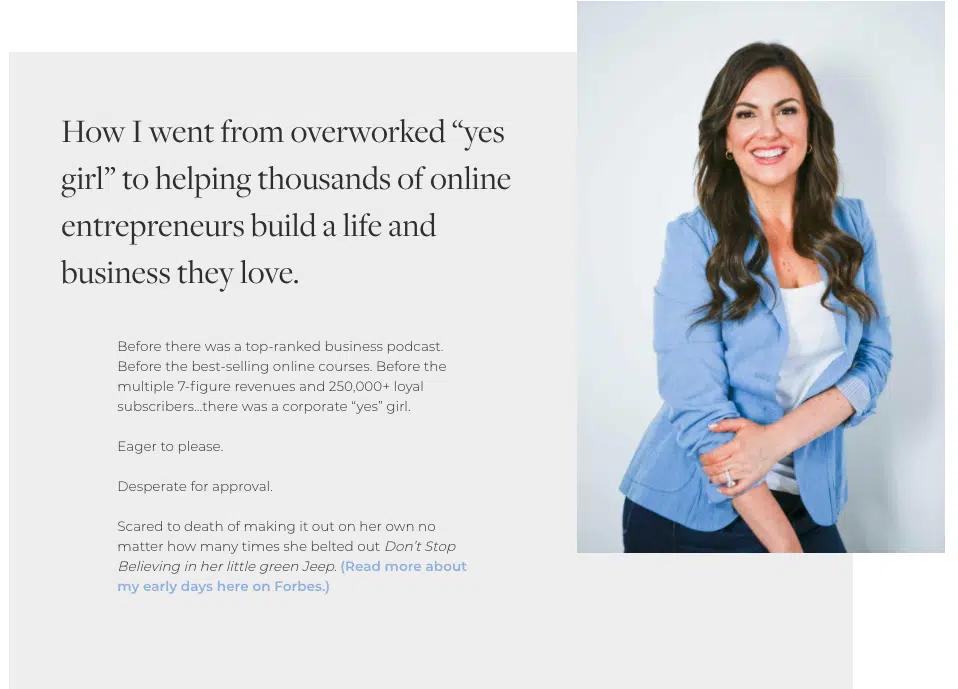 How I went from overworked “yes
girl” to helping thousands of online
entrepreneurs build a life and
business they love.
Before there was a top-ranked business podcast.
Before the best-selling online courses. Before the
multiple 7-figure revenues and 250,000+ loyal
subscribers...there was a corporate “yes” girl.
Eager to please.
Desperate for approval.
Scared to death of making it out on her own no
matter how many times she belted out Don’t Stop
Believing in her little green Jeep. (Read more about
my early days here on Forbes.)